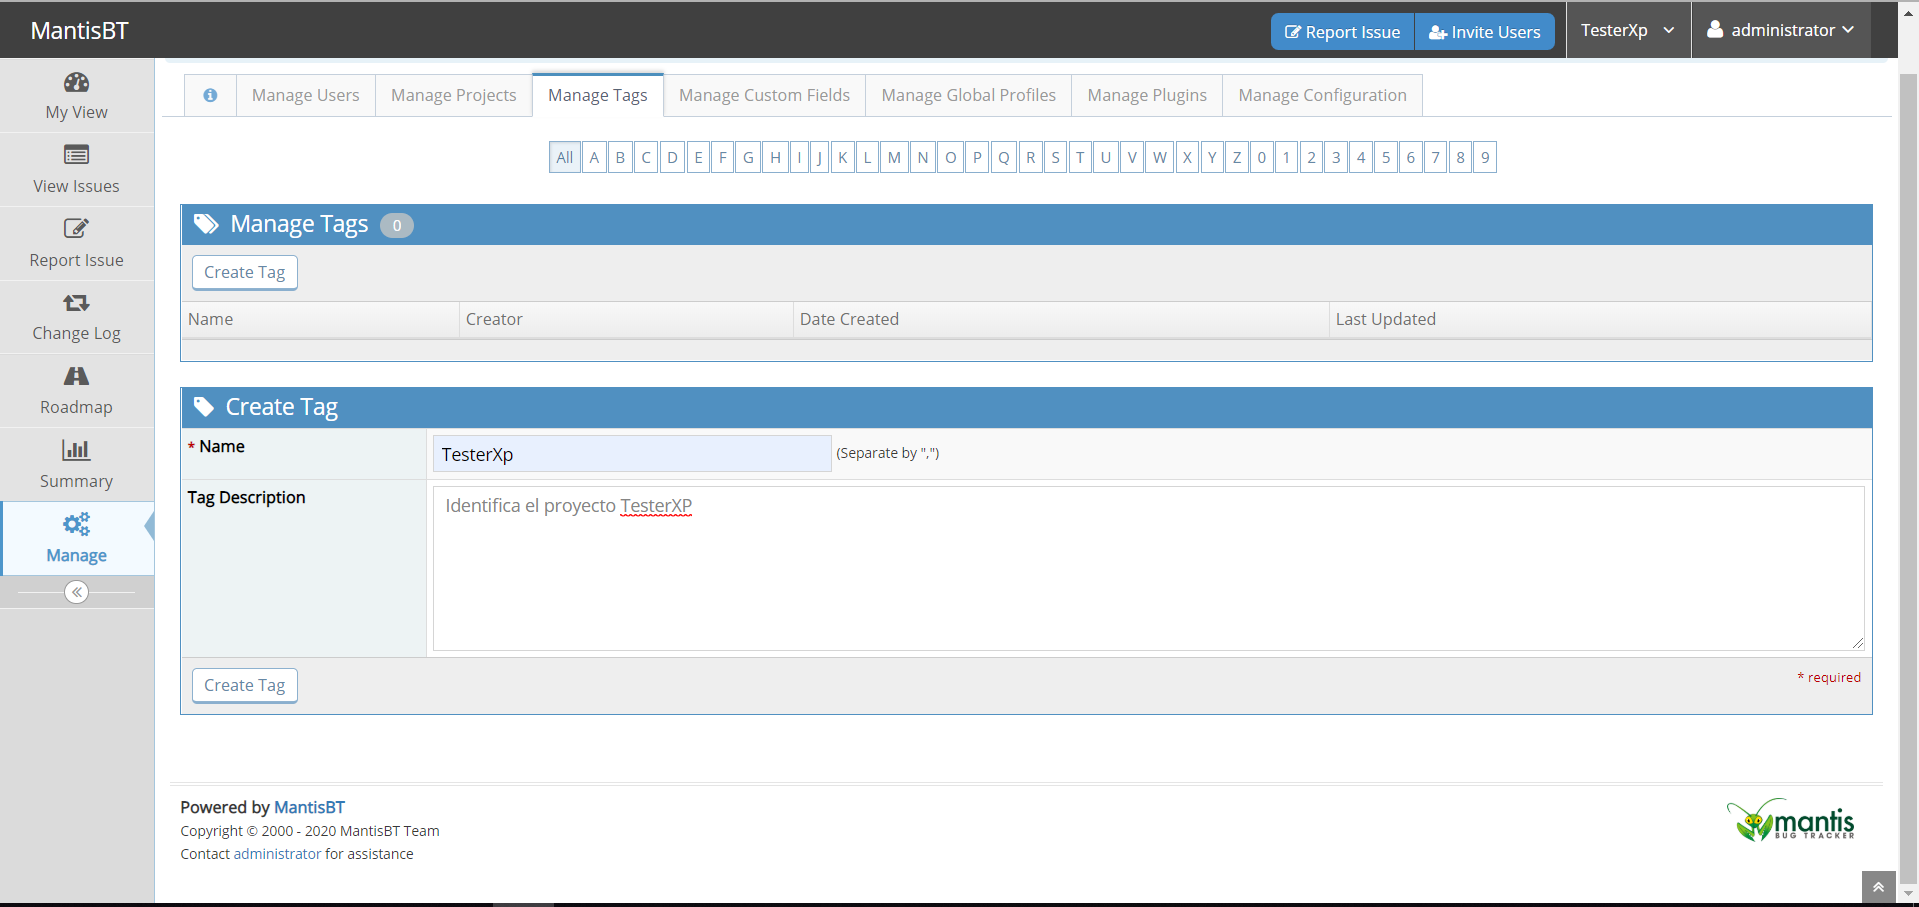 MantisBT
Report Issue
Invite Users
TesterXp
administrator
My View
View Issues
Report Issue
Change Log
Roadmap
Summary
Manage
Manage Users
Manage Projects
Manage Tags
Manage Custom Fields
Manage Global Profiles
Manage Plugins
Manage Configuration
All A B C D E F G H I J K L M N O P Q R S T U V W X Y Z 0 1 2 3 4 5 6 7 8 9
Manage Tags 0
Create Tag
Name Creator Date Created Last Updated
Create Tag
* Name TesterXp (Separate by ",")
Tag Description Identifica el proyecto TesterXP
Create Tag
* required
Powered by MantisBT
Copyright © 2000 - 2020 MantisBT Team
Contact administrator for assistance
mantis
BUG TRACKER